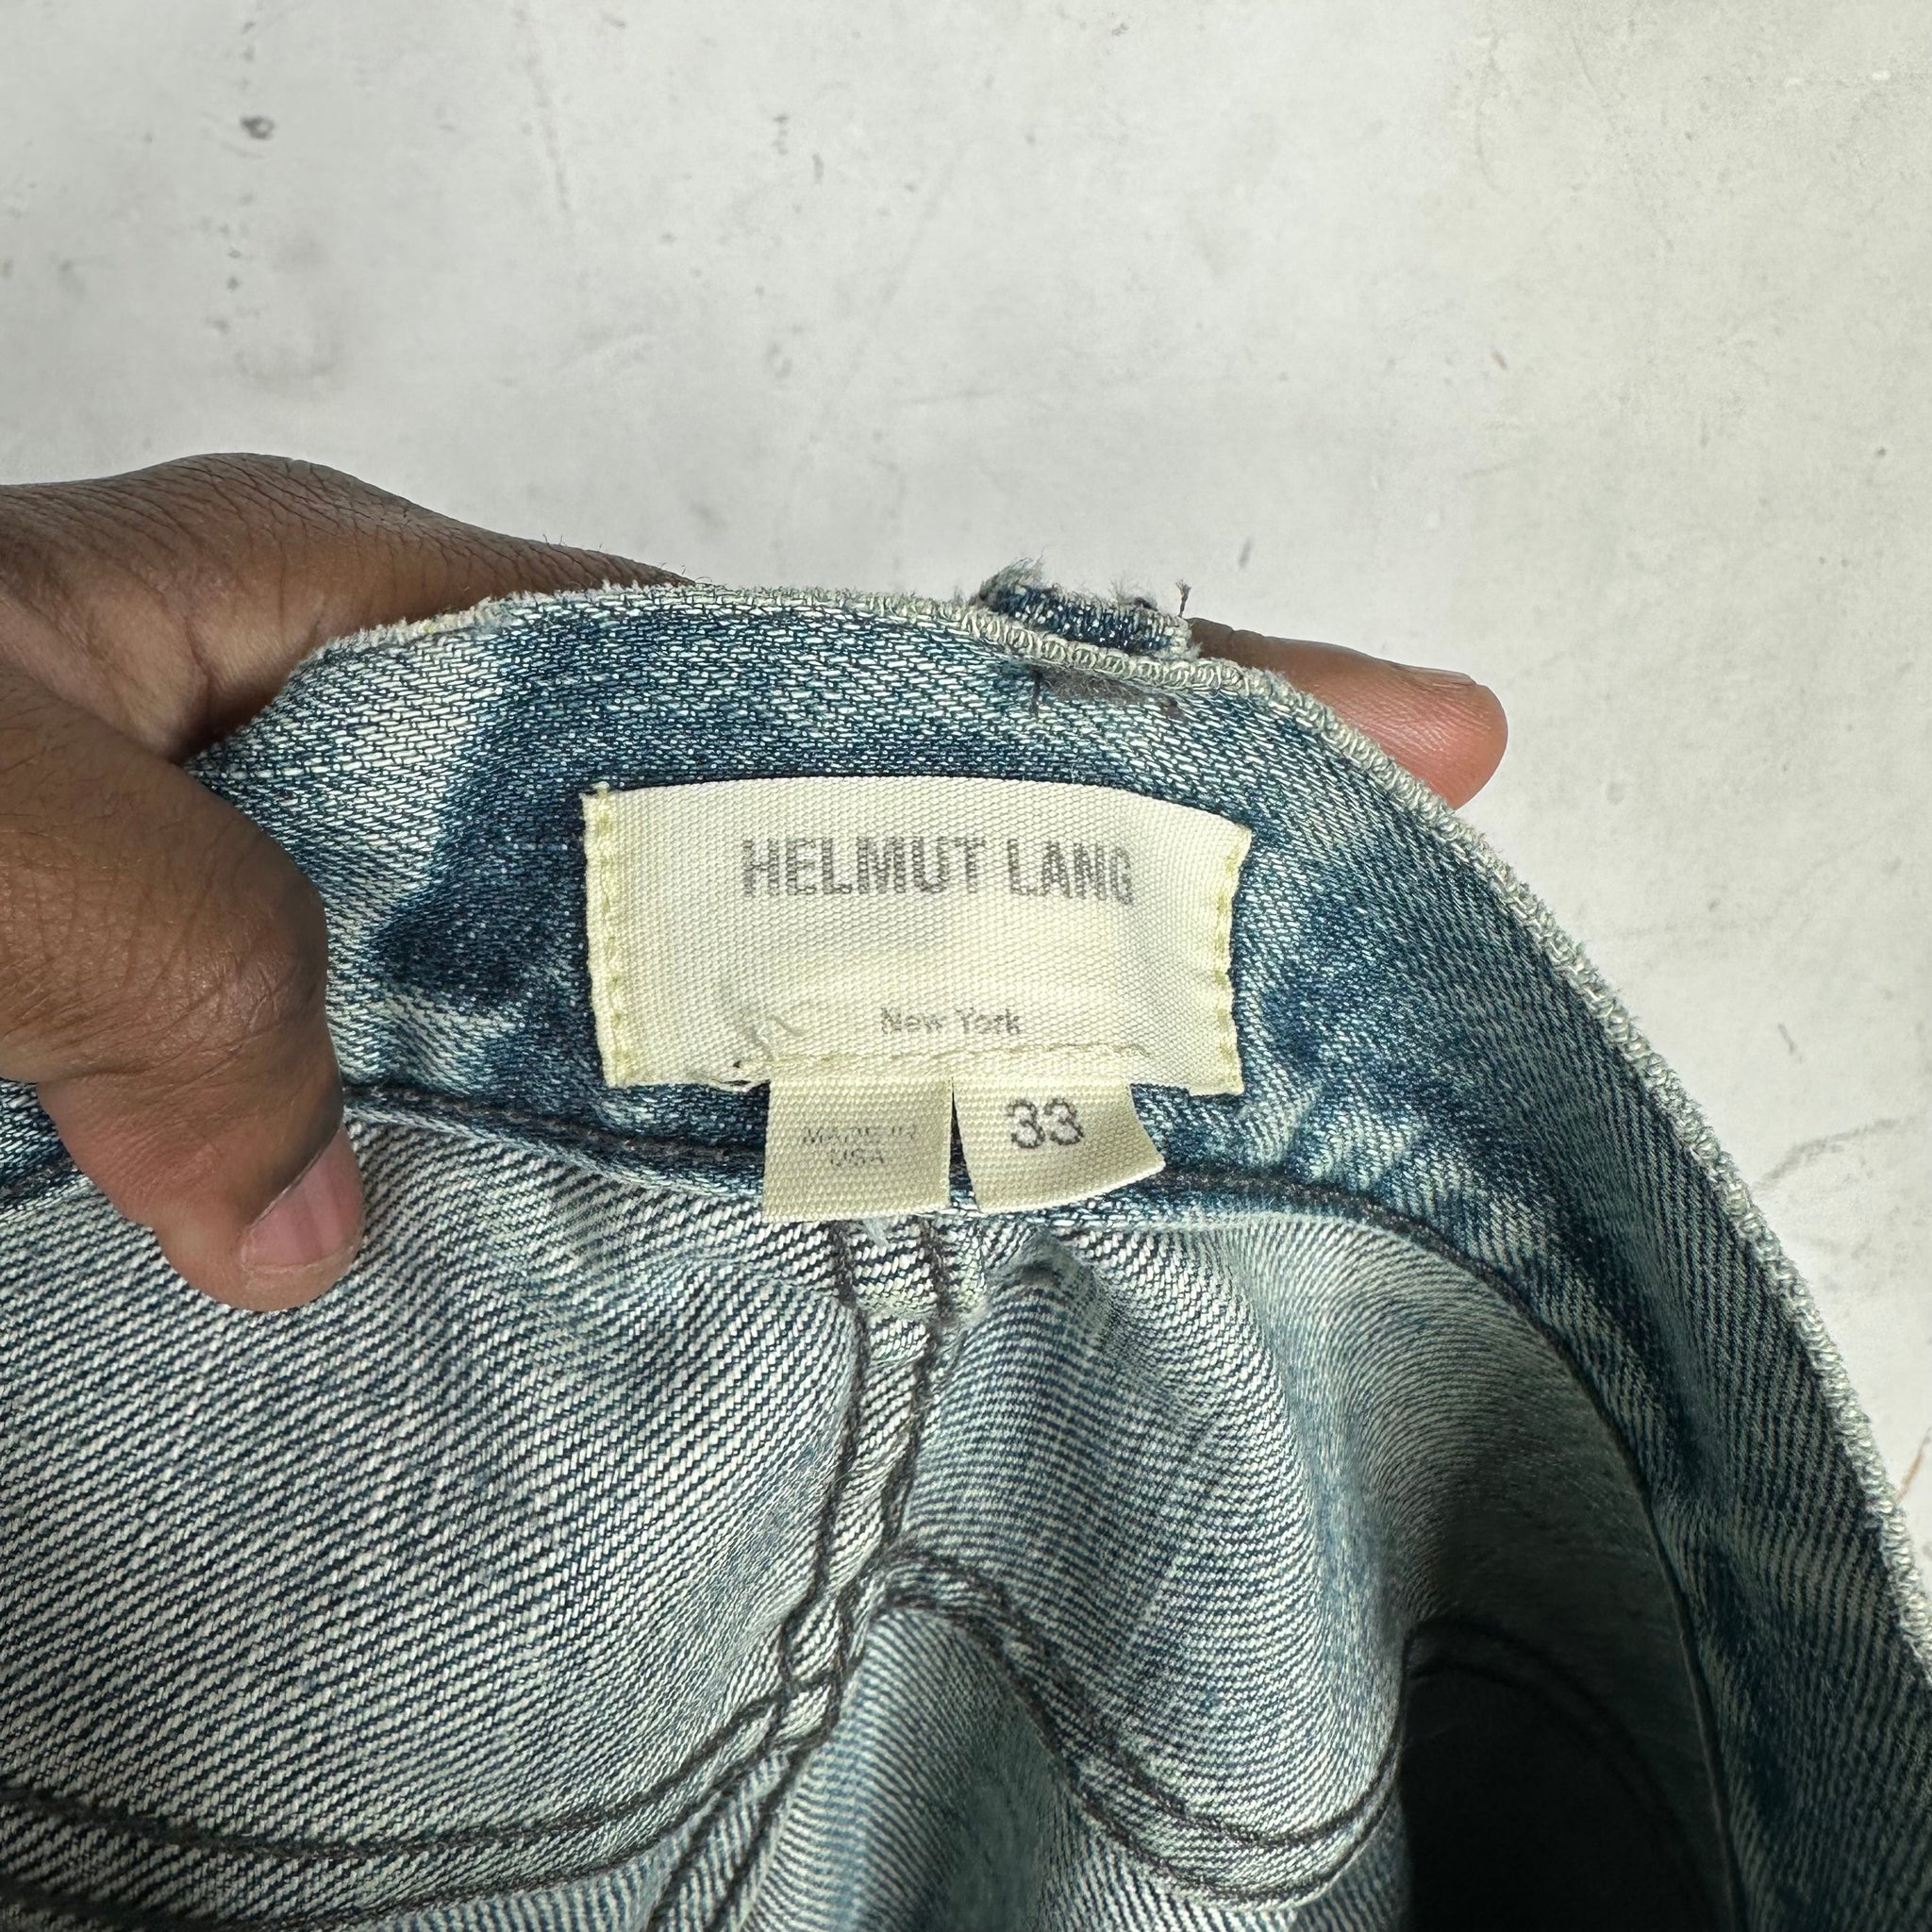 HELMUT LANG
New York
MADE IN
USA
33